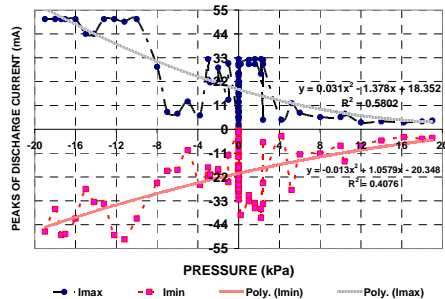 PEAKS OF DISCHARGE CURRENT (mA)
55
44
33
22
11
0
-11
-22
-33
-44
-55
-20 -16 -12 -8 -4 0 4 8 12 16 20
y = 0.031x² - 1.378x + 18.352
R² = 0.5802
y = -0.013x² + 1.0579x - 20.348
R² = 0.4076
PRESSURE (kPa)
Imax Imin Poly. (Imin) Poly. (Imax)